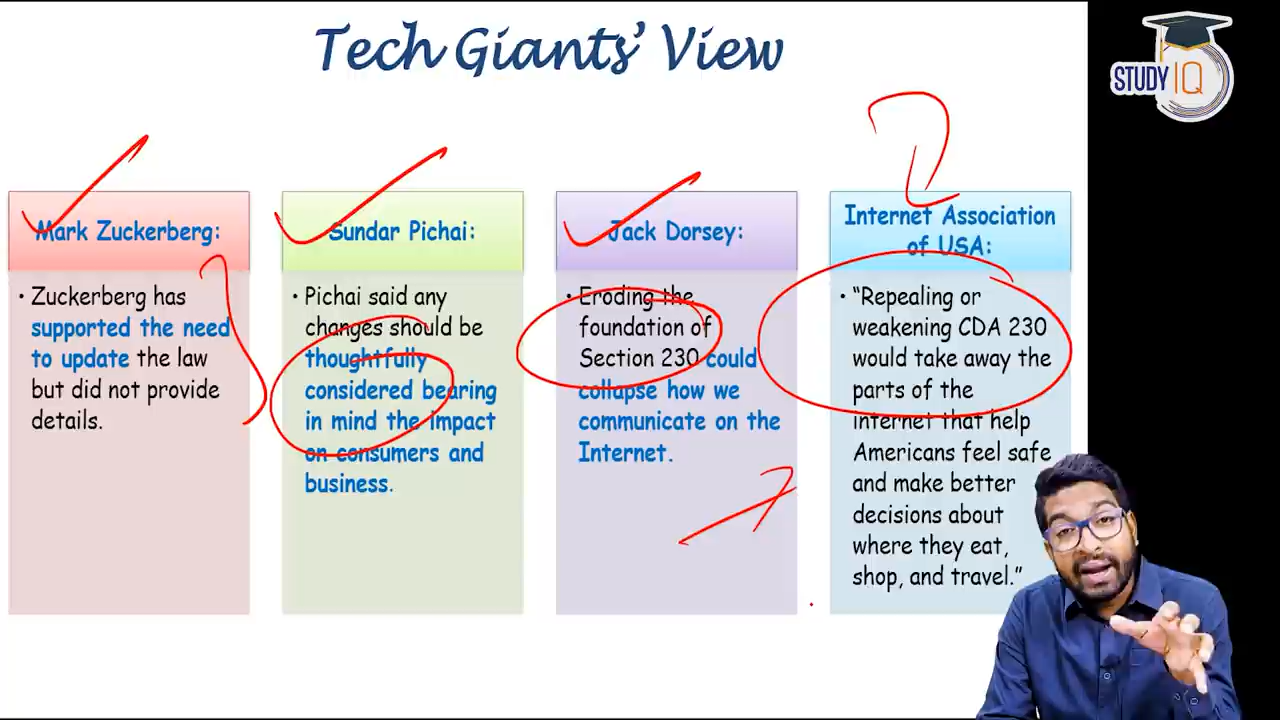 Tech Giants' View
STUDY IQ
Mark Zuckerberg:
• Zuckerberg has
supported the need
to update the law
but did not provide
details.
Sundar Pichai:
• Pichai said any
changes should be
thoughtfully
considered bearing
in mind the impact
on consumers and
business.
Jack Dorsey:
• Eroding the
foundation of
Section 230 could
collapse how we
communicate on the
Internet.
Internet Association
of USA:
• “Repealing or
weakening CDA 230
would take away the
parts of the
internet that help
Americans feel safe
and make better
decisions about
where they eat,
shop, and travel.”